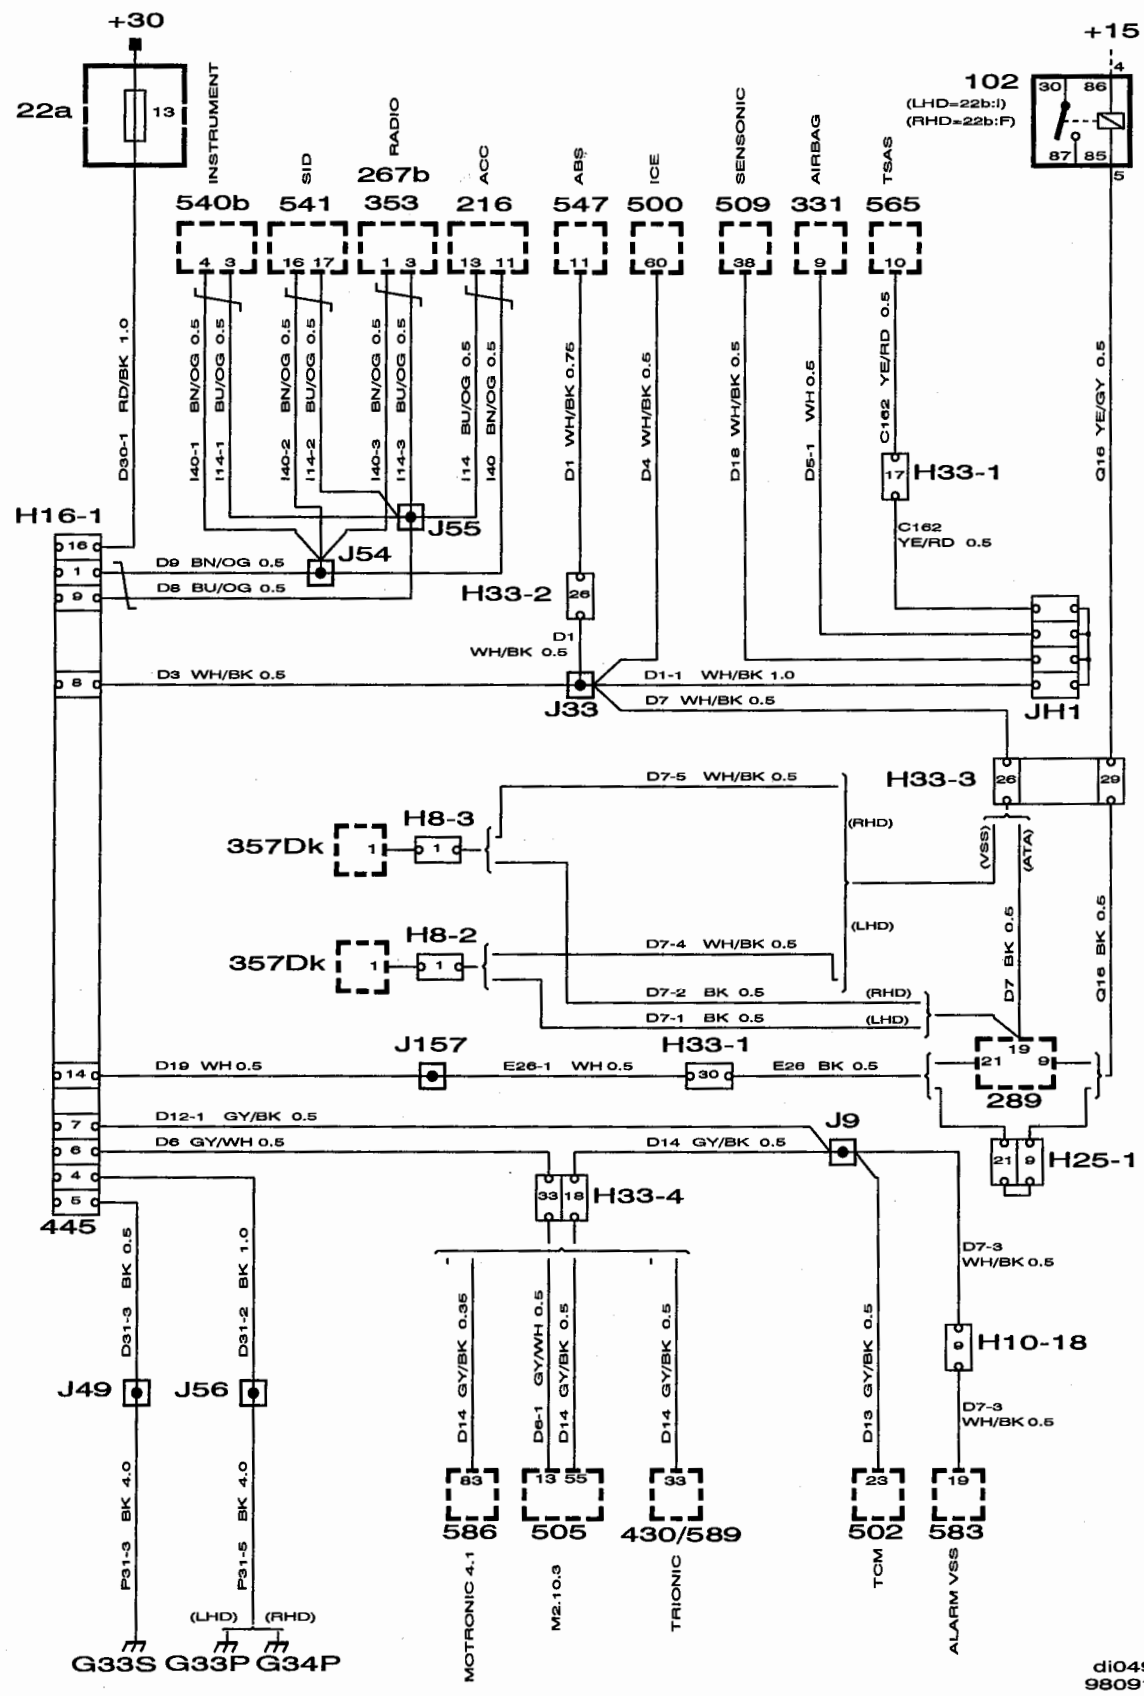 +30
+15
22a
13
102
(LHD=22b:I)
(RHD=22b:F)
4
30 86
87 85
5
INSTRUMENT
SID
RADIO
ACC
ABS
ICE
SENSONIC
AIRBAG
TSAS
267b
540b 541 353 216 547 500 509 331 565
4 3 16 17 1 3 13 11 11 60 38 9 10
D30-1 RD/BK 1.0
I40-1 BN/OG 0.5
I14-1 BU/OG 0.5
I40-2 BN/OG 0.5
I14-2 BU/OG 0.5
I40-3 BN/OG 0.5
I14-3 BU/OG 0.5
I14 BU/OG 0.5
I40 BN/OG 0.5
D1 WH/BK 0.75
D4 WH/BK 0.5
D18 WH/BK 0.5
D5-1 WH 0.5
C162 YE/RD 0.5
Q16 YE/GY 0.5
17 H33-1
C162
YE/RD 0.5
H16-1
J55
J54
16
1
9
D9 BN/OG 0.5
D8 BU/OG 0.5
H33-2 26
D1
WH/BK 0.5
8 D3 WH/BK 0.5
J33
D1-1 WH/BK 1.0
D7 WH/BK 0.5
JH1
H33-3 26 29
D7-5 WH/BK 0.5
(RHD)
(VSS)
(ATA)
H8-3
357Dk 1 1
(LHD)
H8-2
357Dk 1 1
D7-4 WH/BK 0.5
D7-2 BK 0.5 (RHD)
D7-1 BK 0.5 (LHD)
D7 BK 0.5
Q16 BK 0.5
J157
H33-1
14 D19 WH 0.5
E26-1 WH 0.5
30
E26 BK 0.5
19
21 9
289
7 D12-1 GY/BK 0.5
6 D6 GY/WH 0.5
D14 GY/BK 0.5
J9
21 9 H25-1
4
5
445
33 18 H33-4
D31-3 BK 0.5
D31-2 BK 1.0
D14 GY/BK 0.35
D6-1 GY/WH 0.5
D14 GY/BK 0.5
D14 GY/BK 0.5
D13 GY/BK 0.5
D7-3
WH/BK 0.5
9 H10-18
D7-3
WH/BK 0.5
J49
J56
P31-3 BK 4.0
P31-5 BK 4.0
83 13 55 33 23 19
586 505 430/589 502 583
MOTRONIC 4.1
M2.10.3
TRIONIC
TCM
ALARM VSS
(LHD) (RHD)
G33S G33P G34P
di049
9809